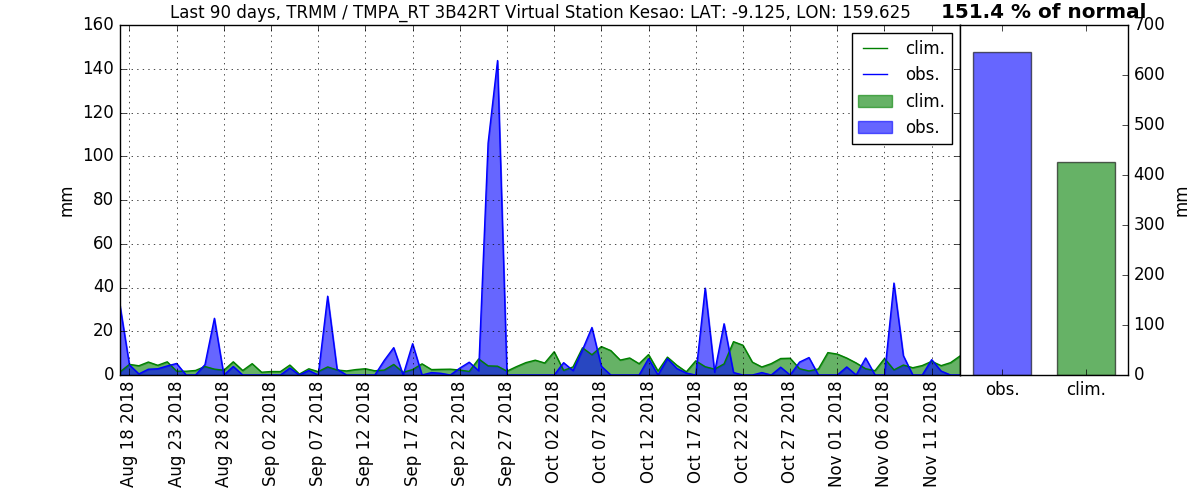 Last 90 days, TRMM / TMPA_RT 3B42RT Virtual Station Kesao: LAT: -9.125, LON: 159.625
151.4 % of normal
160
140
120
100
80
60
40
20
0
mm
clim.
obs.
clim.
obs.
700
600
500
400
300
200
100
0
mm
Aug 18 2018
Aug 23 2018
Aug 28 2018
Sep 02 2018
Sep 07 2018
Sep 12 2018
Sep 17 2018
Sep 22 2018
Sep 27 2018
Oct 02 2018
Oct 07 2018
Oct 12 2018
Oct 17 2018
Oct 22 2018
Oct 27 2018
Nov 01 2018
Nov 06 2018
Nov 11 2018
obs.
clim.